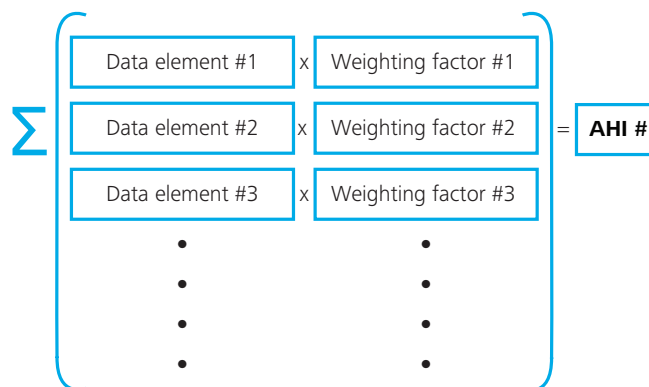 Data element #1 x Weighting factor #1
∑ Data element #2 x Weighting factor #2 = AHI #
Data element #3 x Weighting factor #3
• •
• •
• •
• •